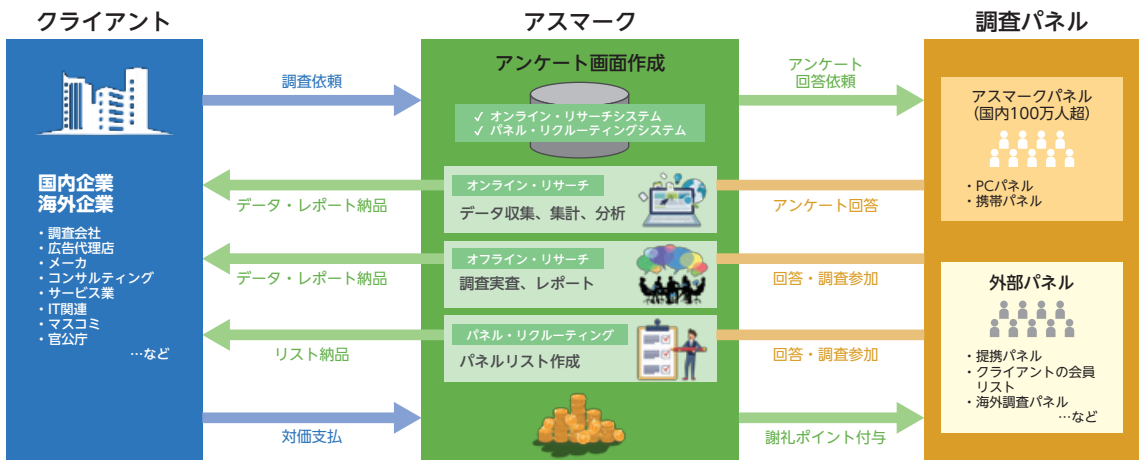 クライアント
アスマーク
調査パネル
国内企業
海外企業
・調査会社
・広告代理店
・メーカ
・コンサルティング
・サービス業
・IT関連
・マスコミ
・官公庁
…など
調査依頼
データ・レポート納品
データ・レポート納品
リスト納品
対価支払
アンケート画面作成
✓ オンライン・リサーチシステム
✓ パネル・リクルーティングシステム
オンライン・リサーチ
データ収集、集計、分析
オフライン・リサーチ
調査実査、レポート
パネル・リクルーティング
パネルリスト作成
アンケート
回答依頼
アンケート回答
回答・調査参加
回答・調査参加
謝礼ポイント付与
アスマークパネル
(国内100万人超)
・PCパネル
・携帯パネル
外部パネル
・提携パネル
・クライアントの会員
リスト
・海外調査パネル
…など